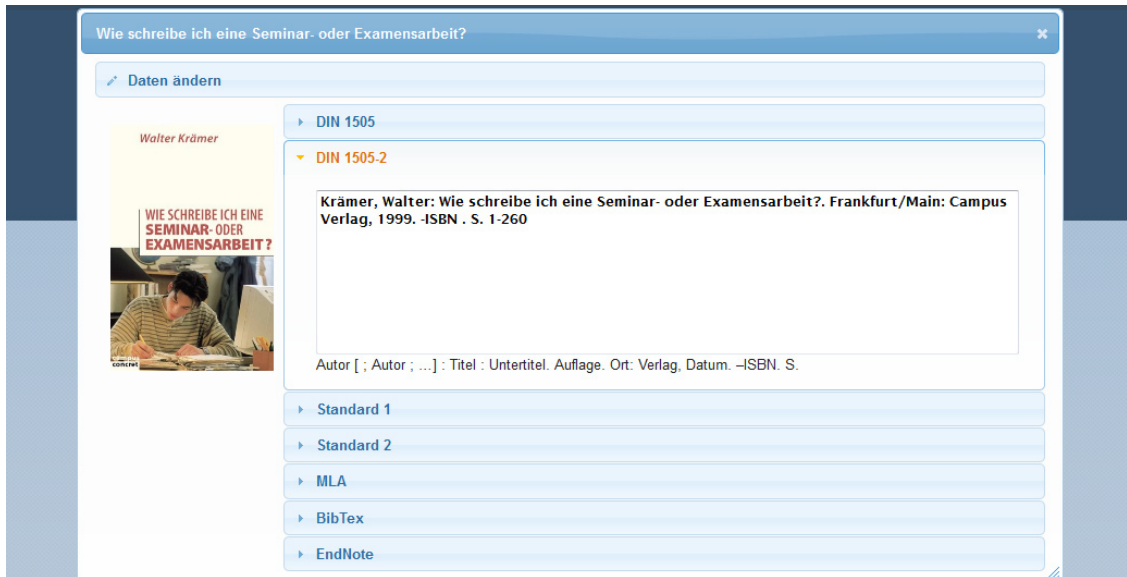 Wie schreibe ich eine Seminar- oder Examensarbeit?
Daten ändern
Walter Krämer
WIE SCHREIBE ICH EINE
SEMINAR- ODER
EXAMENSARBEIT?
concret
DIN 1505
DIN 1505-2
Krämer, Walter: Wie schreibe ich eine Seminar- oder Examensarbeit?. Frankfurt/Main: Campus
Verlag, 1999. -ISBN . S. 1-260
Autor [ ; Autor ; ...] : Titel : Untertitel. Auflage. Ort: Verlag, Datum. –ISBN. S.
Standard 1
Standard 2
MLA
BibTex
EndNote